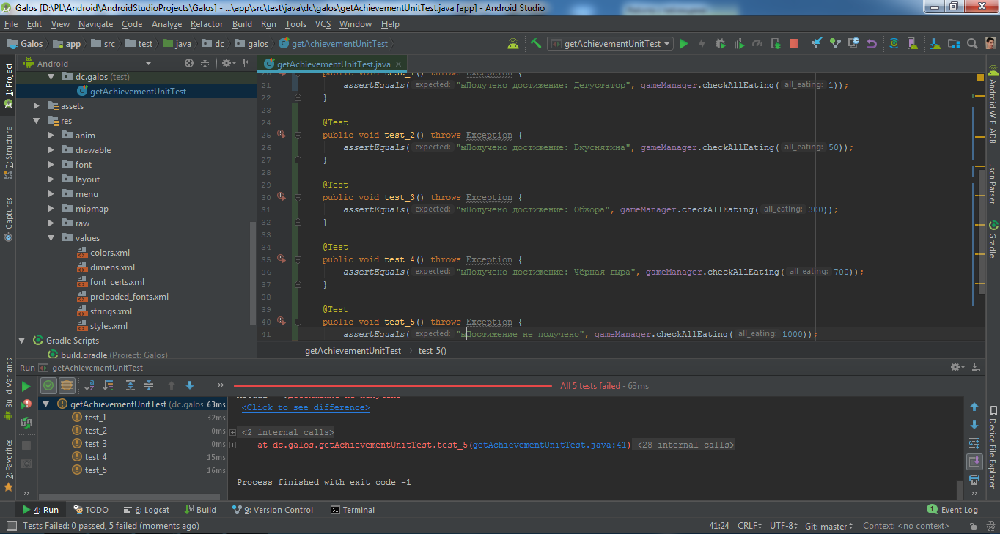 Galos [D:\PL\Android\AndroidStudioProjects\Galos] - ...\app\src\test\java\dc\galos\getAchievementUnitTest.java [app] - Android Studio
File Edit View Navigate Code Analyze Refactor Build Run Tools VCS Window Help
Galos app src test java dc galos getAchievementUnitTest
getAchievementUnitTest
Android
getAchievementUnitTest.java
1: Project
7: Structure
Captures
Build Variants
2: Favorites
dc.galos (test)
getAchievementUnitTest
assets
res
anim
drawable
font
layout
menu
mipmap
raw
values
colors.xml
dimens.xml
font_certs.xml
preloaded_fonts.xml
strings.xml
styles.xml
Gradle Scripts
build.gradle (Project: Galos)
20 public void test_1() throws Exception {
21 assertEquals( expected: "ыПолучено достижение: Дегустатор", gameManager.checkAllEating( all_eating: 1));
22 }
23
24 @Test
25 public void test_2() throws Exception {
26 assertEquals( expected: "ыПолучено достижение: Вкуснятина", gameManager.checkAllEating( all_eating: 50));
27 }
28
29 @Test
30 public void test_3() throws Exception {
31 assertEquals( expected: "ыПолучено достижение: Обжора", gameManager.checkAllEating( all_eating: 300));
32 }
33
34 @Test
35 public void test_4() throws Exception {
36 assertEquals( expected: "ыПолучено достижение: Чёрная дыра", gameManager.checkAllEating( all_eating: 700));
37 }
38
39 @Test
40 public void test_5() throws Exception {
41 assertEquals( expected: "ыДостижение не получено", gameManager.checkAllEating( all_eating: 1000));
getAchievementUnitTest test_5()
Android WiFi ADB
Json Parser
Gradle
Device File Explorer
Run getAchievementUnitTest
All 5 tests failed - 63ms
getAchievementUnitTest (dc.galos 63ms
test_1 32ms
test_2 0ms
test_3 0ms
test_4 15ms
test_5 16ms
<Click to see difference>
<2 internal calls>
at dc.galos.getAchievementUnitTest.test_5(getAchievementUnitTest.java:41) <28 internal calls>
Process finished with exit code -1
4: Run TODO 6: Logcat Build 9: Version Control Terminal 1 Event Log
Tests Failed: 0 passed, 5 failed (moments ago) 41:24 CRLF UTF-8 Git: master Context: <no context>